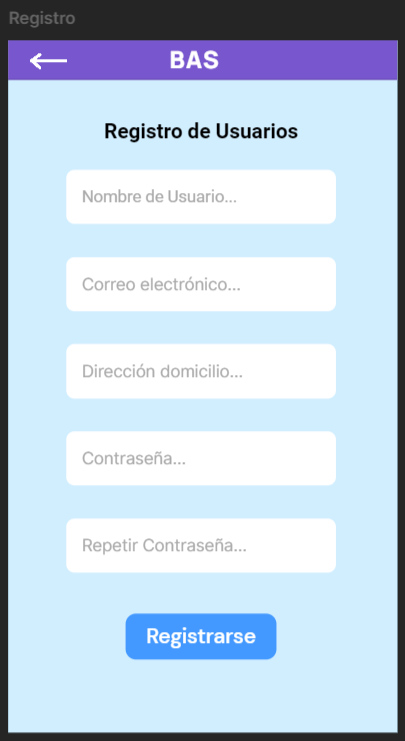 Registro
BAS
Registro de Usuarios
Nombre de Usuario...
Correo electrónico...
Dirección domicilio...
Contraseña...
Repetir Contraseña...
Registrarse